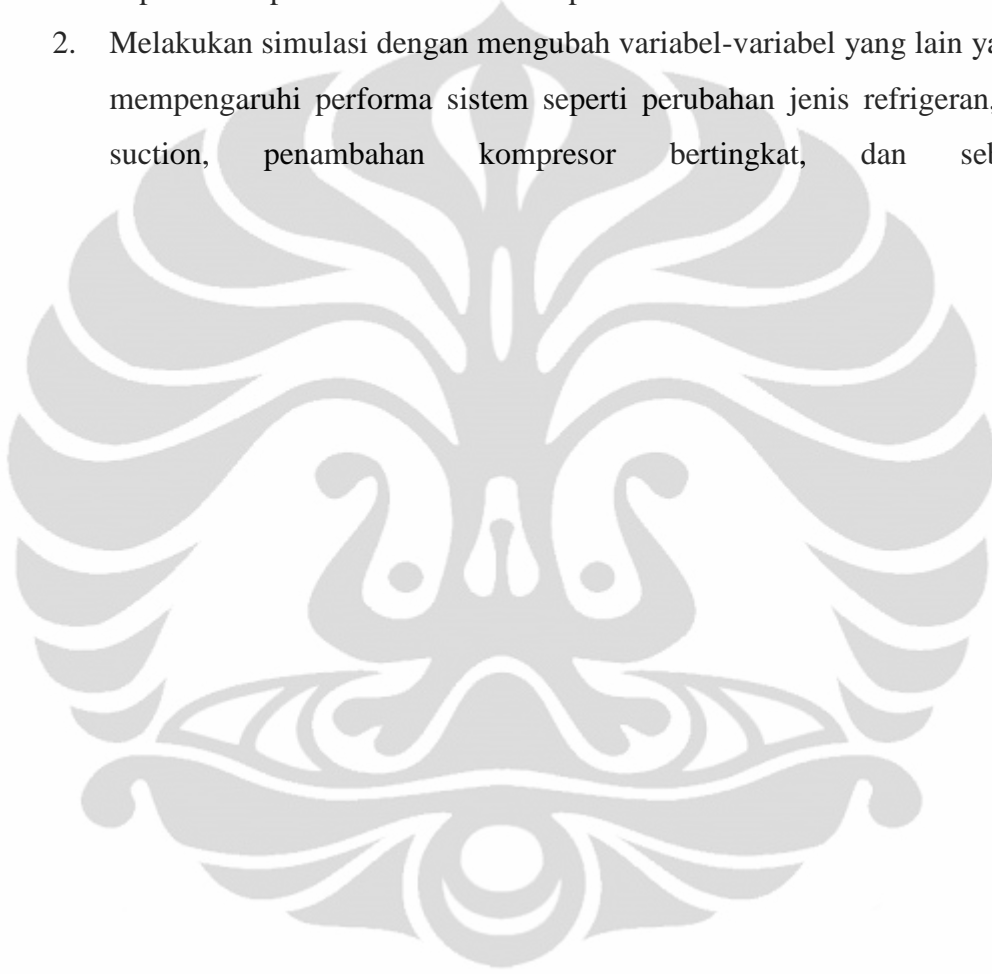 2. Melakukan simulasi dengan mengubah variabel-variabel yang lain
mempengaruhi performa sistem seperti perubahan jenis refrigeran,
suction, penambahan kompresor bertingkat, dan